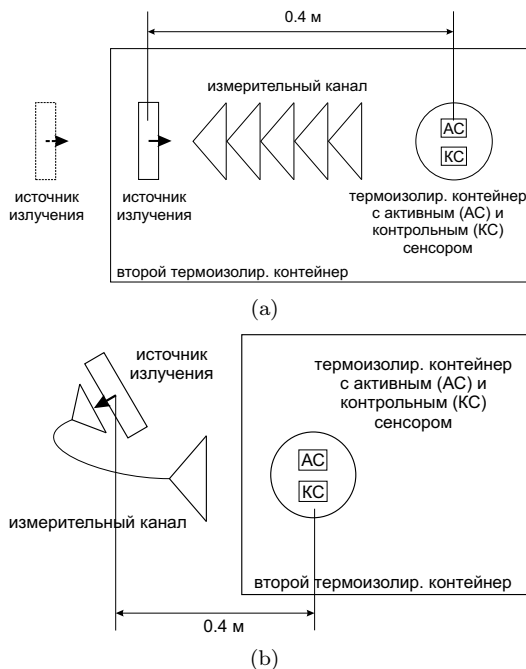 0.4 м
измерительный канал
АС
КС
источник
излучения
источник
излучения
термоизолир. контейнер
с активным (АС) и
контрольным (КС)
сенсором
второй термоизолир. контейнер
(a)
источник
излучения
термоизолир. контейнер
с активным (АС) и
контрольным (КС)
сенсором
АС
КС
измерительный канал
второй термоизолир. контейнер
0.4 м
(b)